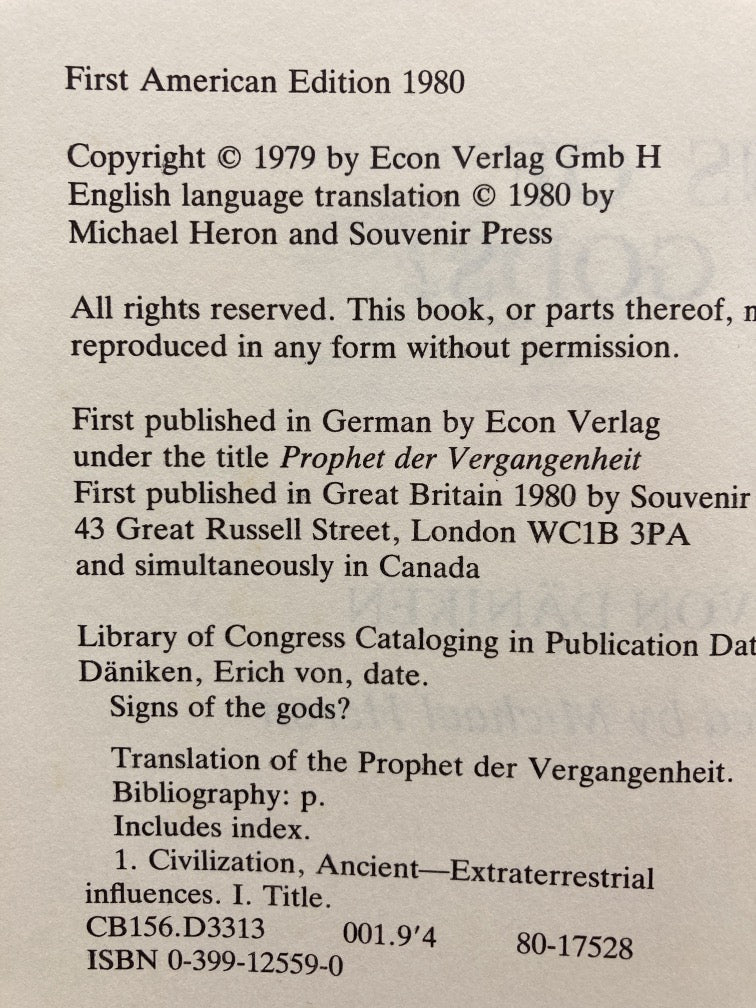 First American Edition 1980
Copyright © 1979 by Econ Verlag Gmb H
English language translation © 1980 by
Michael Heron and Souvenir Press
All rights reserved. This book, or parts thereof,
reproduced in any form without permission.
First published in German by Econ Verlag
under the title Prophet der Vergangenheit
First published in Great Britain 1980 by Souvenir
43 Great Russell Street, London WC1B 3PA
and simultaneously in Canada
Library of Congress Cataloging in Publication Dat
Däniken, Erich von, date.
Signs of the gods?
Translation of the Prophet der Vergangenheit.
Bibliography: p.
Includes index.
1. Civilization, Ancient—Extraterrestrial
influences. I. Title.
CB156.D3313 001.9'4 80-17528
ISBN 0-399-12559-0